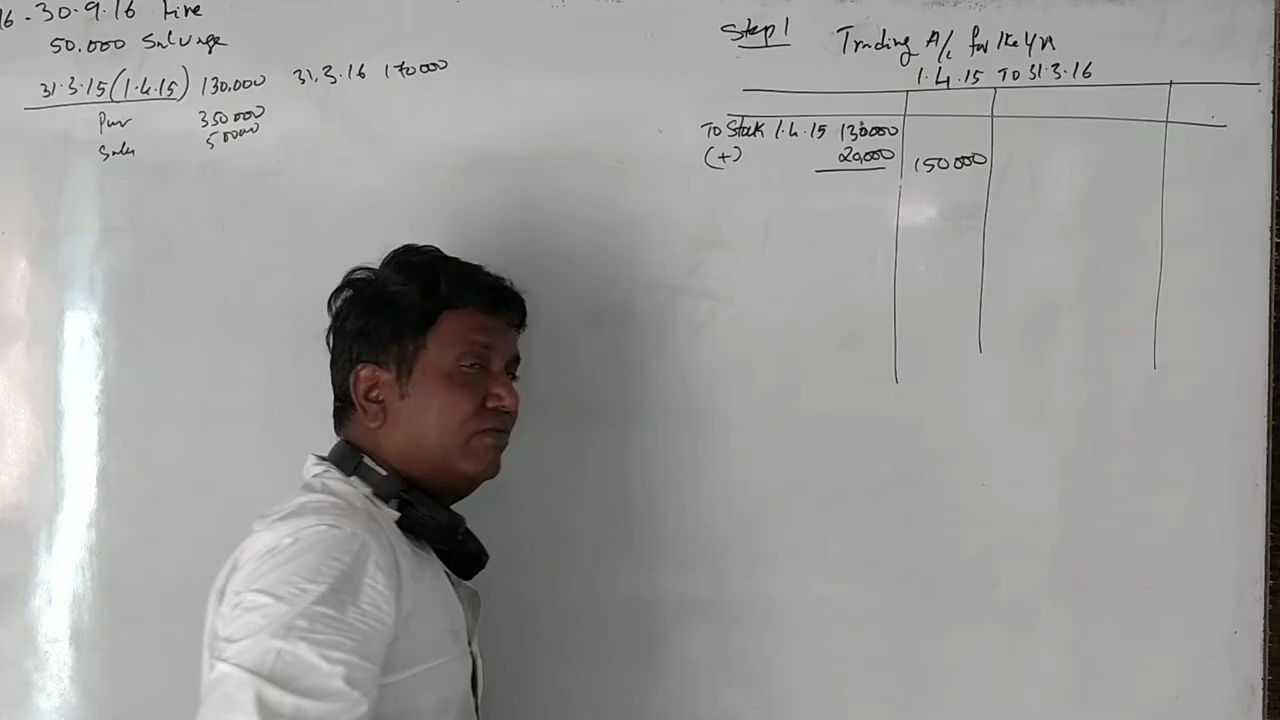 16 - 30.9.16 Fire
50,000 Salvage
31.3.15 (1.4.15) 130,000 31.3.16 170000
Pur 350000
Sales 50000
Step 1
Trading A/c for the yr
1.4.15 TO 31.3.16
To Stock 1.4.15 130000
(+) 20,000 150000